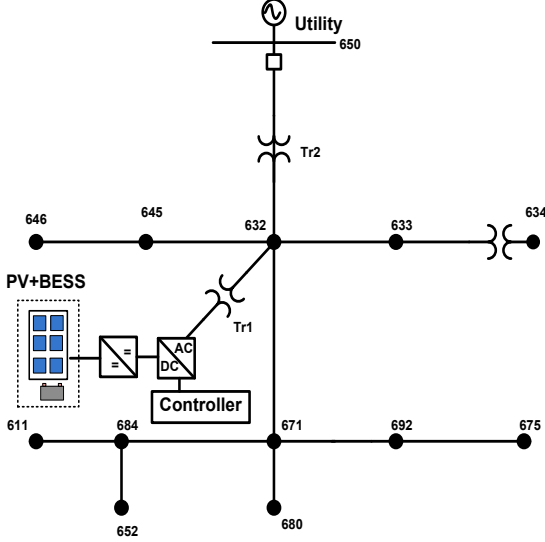 Utility
650
Tr2
646
645
632
633
634
PV+BESS
Tr1
=
=
AC
DC
Controller
611
684
671
692
675
652
680